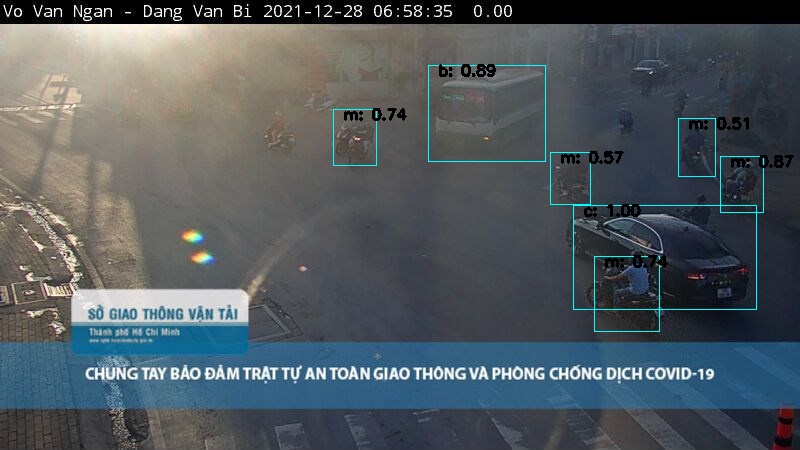 Vo Van Ngan - Dang Van Bi 2021-12-28 06:58:35 0.00
b: 0.89
m: 0.74
m: 0.51
m: 0.57
m: 0.87
c: 1.00
m: 0.74
SỞ GIAO THÔNG VẬN TẢI
Thành phố Hồ Chí Minh
CHUNG TAY BẢO ĐẢM TRẬT TỰ AN TOÀN GIAO THÔNG VÀ PHÒNG CHỐNG DỊCH COVID-19